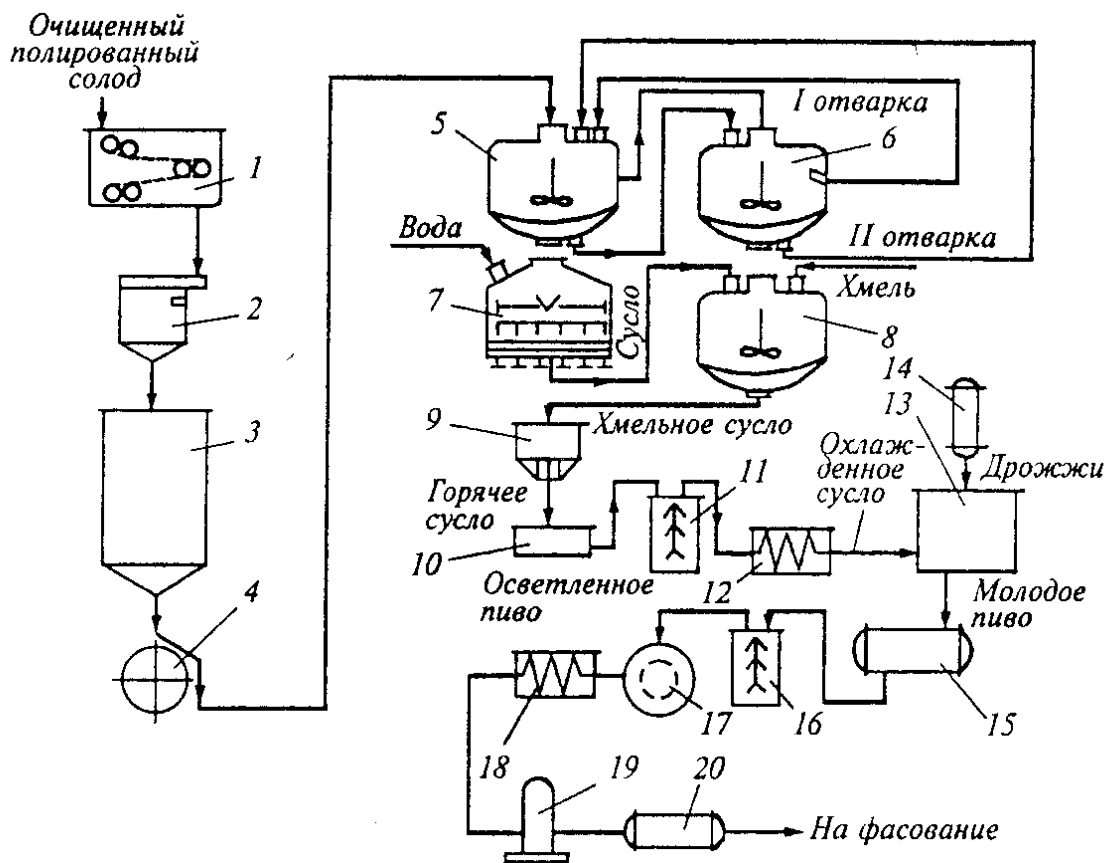 Очищенный
полированный
солод
1
2
3
4
5
6
I отварка
II отварка
Вода
7
Сусло
Хмель
8
9
Хмельное сусло
14
13
Горячее
сусло
10
11
Охлаж-
денное
сусло
Дрожжи
12
Осветленное
пиво
Молодое
пиво
15
16
17
18
19
20
На фасование